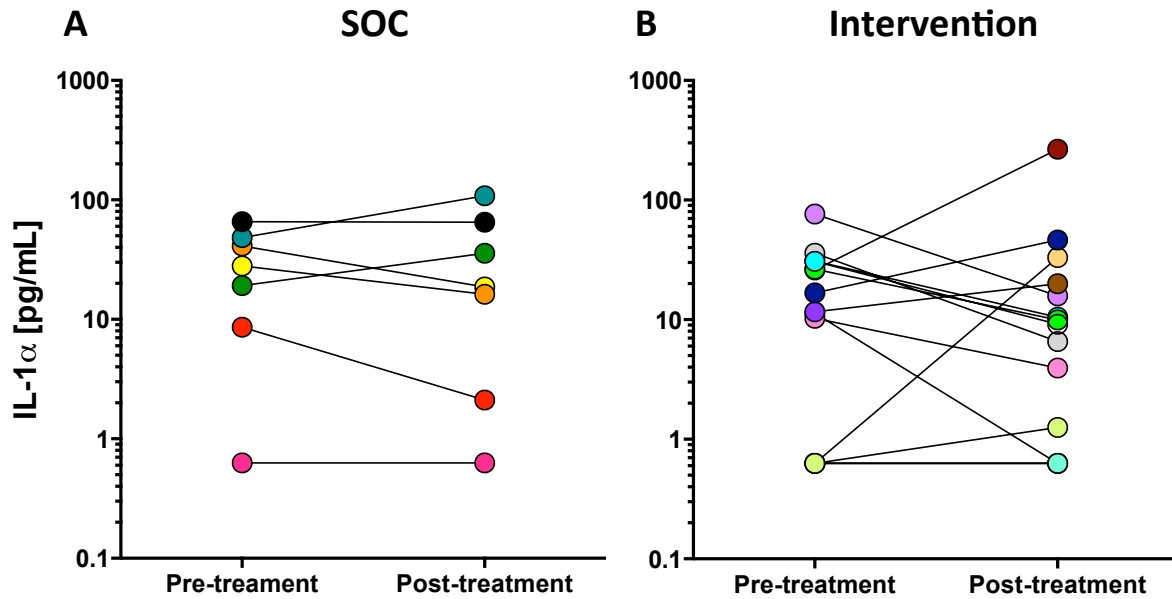 A SOC
B Intervention
IL-1α [pg/mL]
1000
100
10
1
0.1
Pre-treament Post-treatment
1000
100
10
1
0.1
Pre-treatment Post-treatment